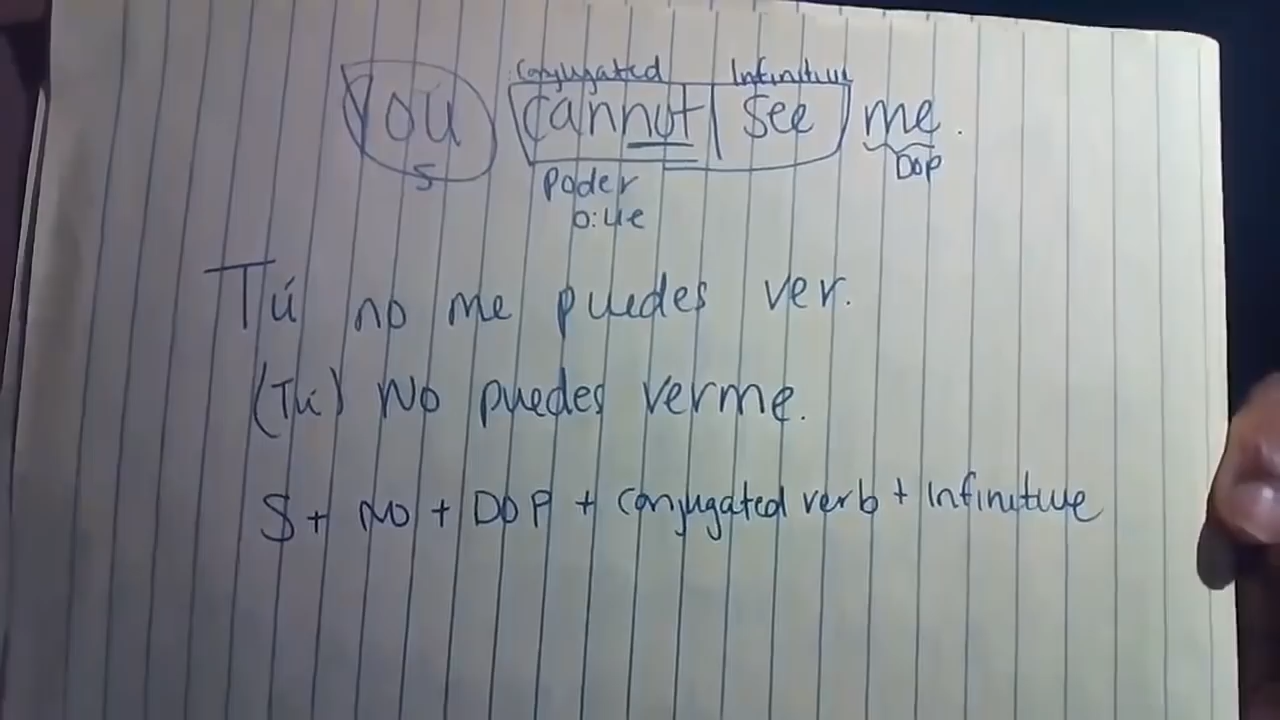 Conjugated Infinitive
You cannot see me.
S Poder DOP
o:ue
Tú no me puedes ver.
(Tú) No puedes verme.
S + No + DOP + conjugated verb + Infinitive